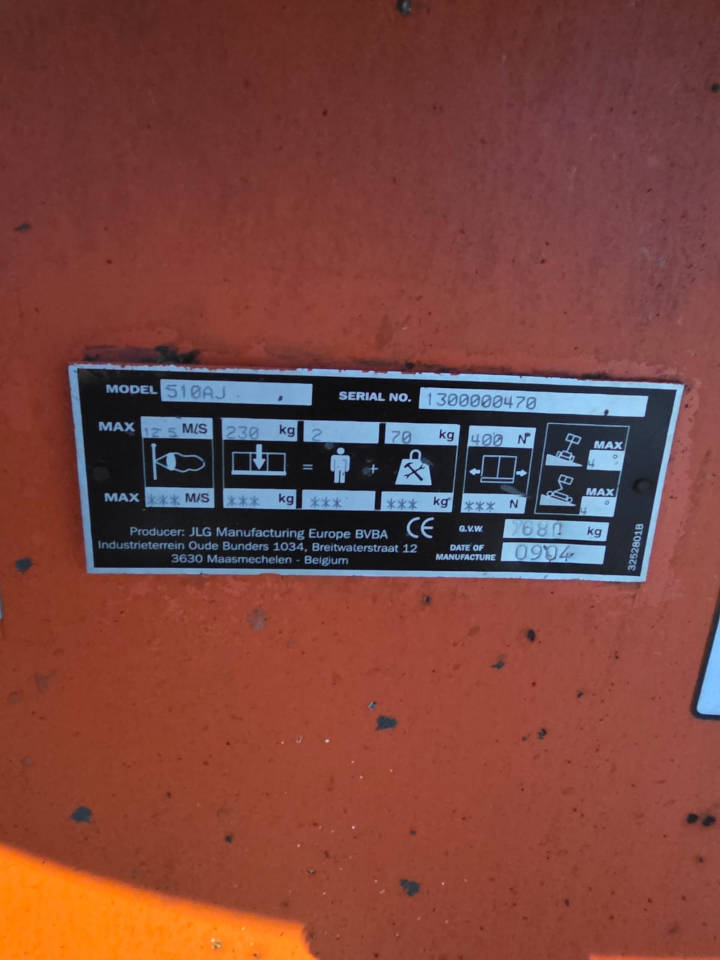 MODEL 510AJ SERIAL NO. 1300000470
MAX 12.5 M/S 230 kg 2 70 kg 400 N MAX 4°
= + MAX 4°
MAX *** M/S *** kg *** *** kg *** N
Producer: JLG Manufacturing Europe BVBA CE G.V.W. kg
Industrieterrein Oude Bunders 1034, Breitwaterstraat 12 DATE OF MANUFACTURE 0904
3630 Maasmechelen - Belgium
3252801B